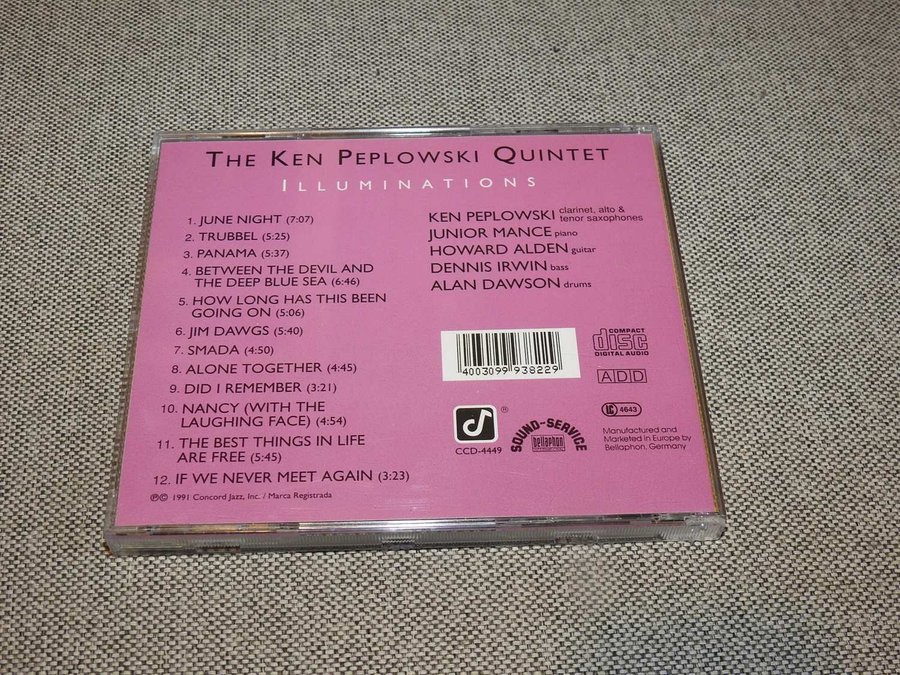 THE KEN PEPLOWSKI QUINTET
ILLUMINATIONS
1. JUNE NIGHT (7:07)
2. TRUBBEL (5:25)
3. PANAMA (5:37)
4. BETWEEN THE DEVIL AND
THE DEEP BLUE SEA (6:46)
5. HOW LONG HAS THIS BEEN
GOING ON (5:06)
6. JIM DAWGS (5:40)
7. SMADA (4:50)
8. ALONE TOGETHER (4:45)
9. DID I REMEMBER (3:21)
10. NANCY (WITH THE
LAUGHING FACE) (4:54)
11. THE BEST THINGS IN LIFE
ARE FREE (5:45)
12. IF WE NEVER MEET AGAIN (3:23)
℗© 1991 Concord Jazz, Inc. / Marca Registrada
KEN PEPLOWSKI clarinet, alto &
tenor saxophones
JUNIOR MANCE piano
HOWARD ALDEN guitar
DENNIS IRWIN bass
ALAN DAWSON drums
4003099 938229
COMPACT
disc
DIGITAL AUDIO
ADD
®
CCD-4449
SOUND-SERVICE
bellaphon
LC 4643
Manufactured and
Marketed in Europe by
Bellaphon, Germany